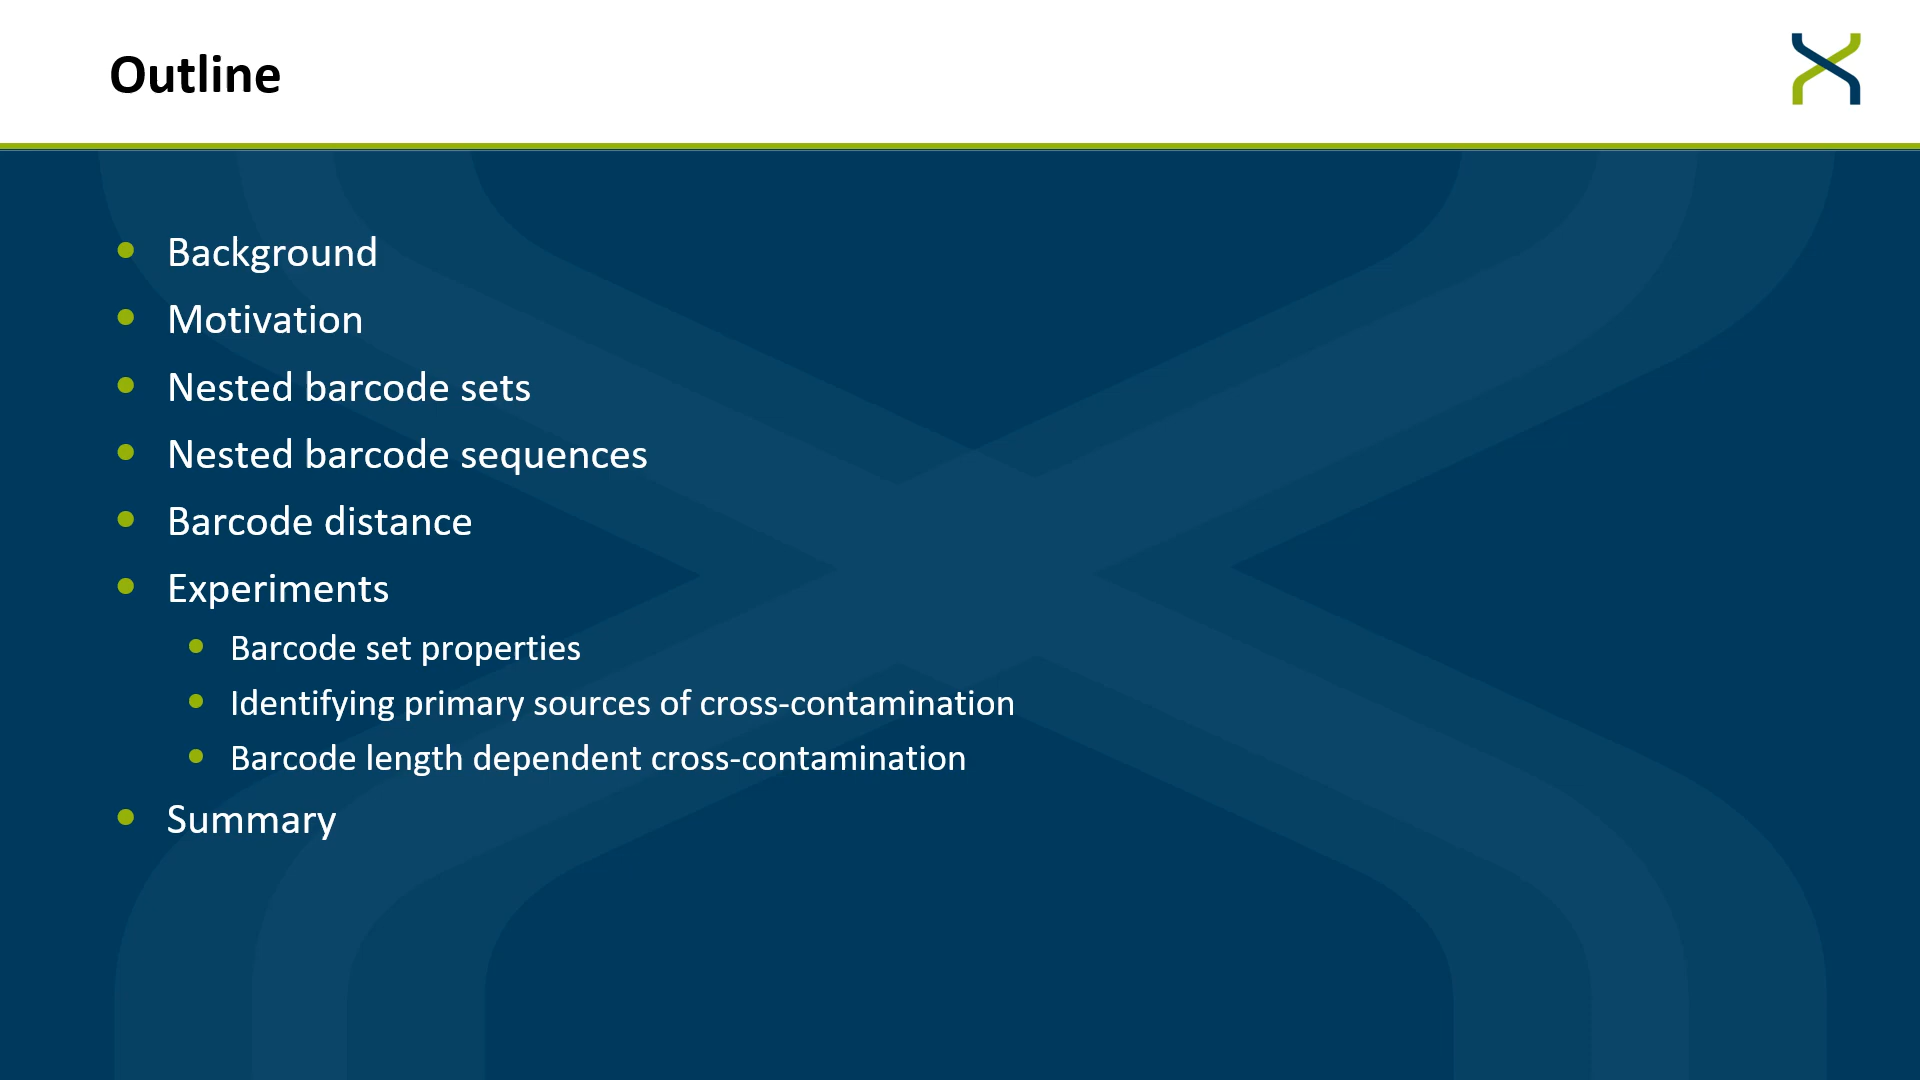 Outline
Background
Motivation
Nested barcode sets
Nested barcode sequences
Barcode distance
Experiments
Barcode set properties
Identifying primary sources of cross-contamination
Barcode length dependent cross-contamination
Summary